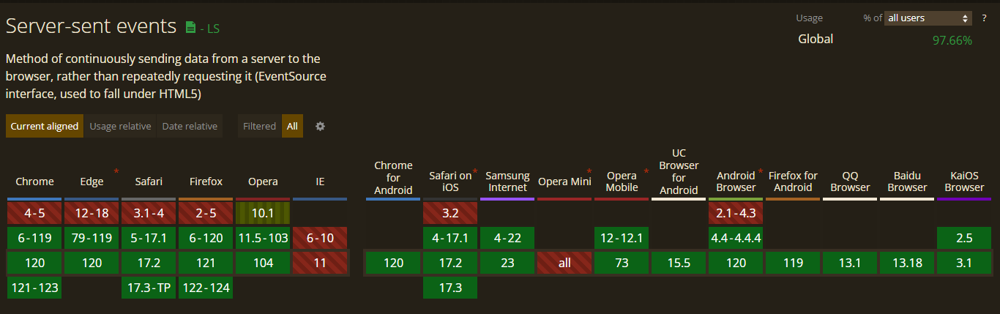 Server-sent events - LS
Usage % of all users ?
Global 97.66%
Method of continuously sending data from a server to the
browser, rather than repeatedly requesting it (EventSource
interface, used to fall under HTML5)
Current aligned Usage relative Date relative Filtered All
Chrome Edge * Safari Firefox Opera IE Chrome for Android Safari on iOS * Samsung Internet Opera Mini * Opera Mobile * UC Browser for Android Android Browser * Firefox for Android QQ Browser Baidu Browser KaiOS Browser
4-5 12-18 3.1-4 2-5 10.1 3.2 2.1-4.3
6-119 79-119 5-17.1 6-120 11.5-103 6-10 4-17.1 4-22 12-12.1 4.4-4.4.4 2.5
120 120 17.2 121 104 11 120 17.2 23 all 73 15.5 120 119 13.1 13.18 3.1
121-123 17.3-TP 122-124 17.3